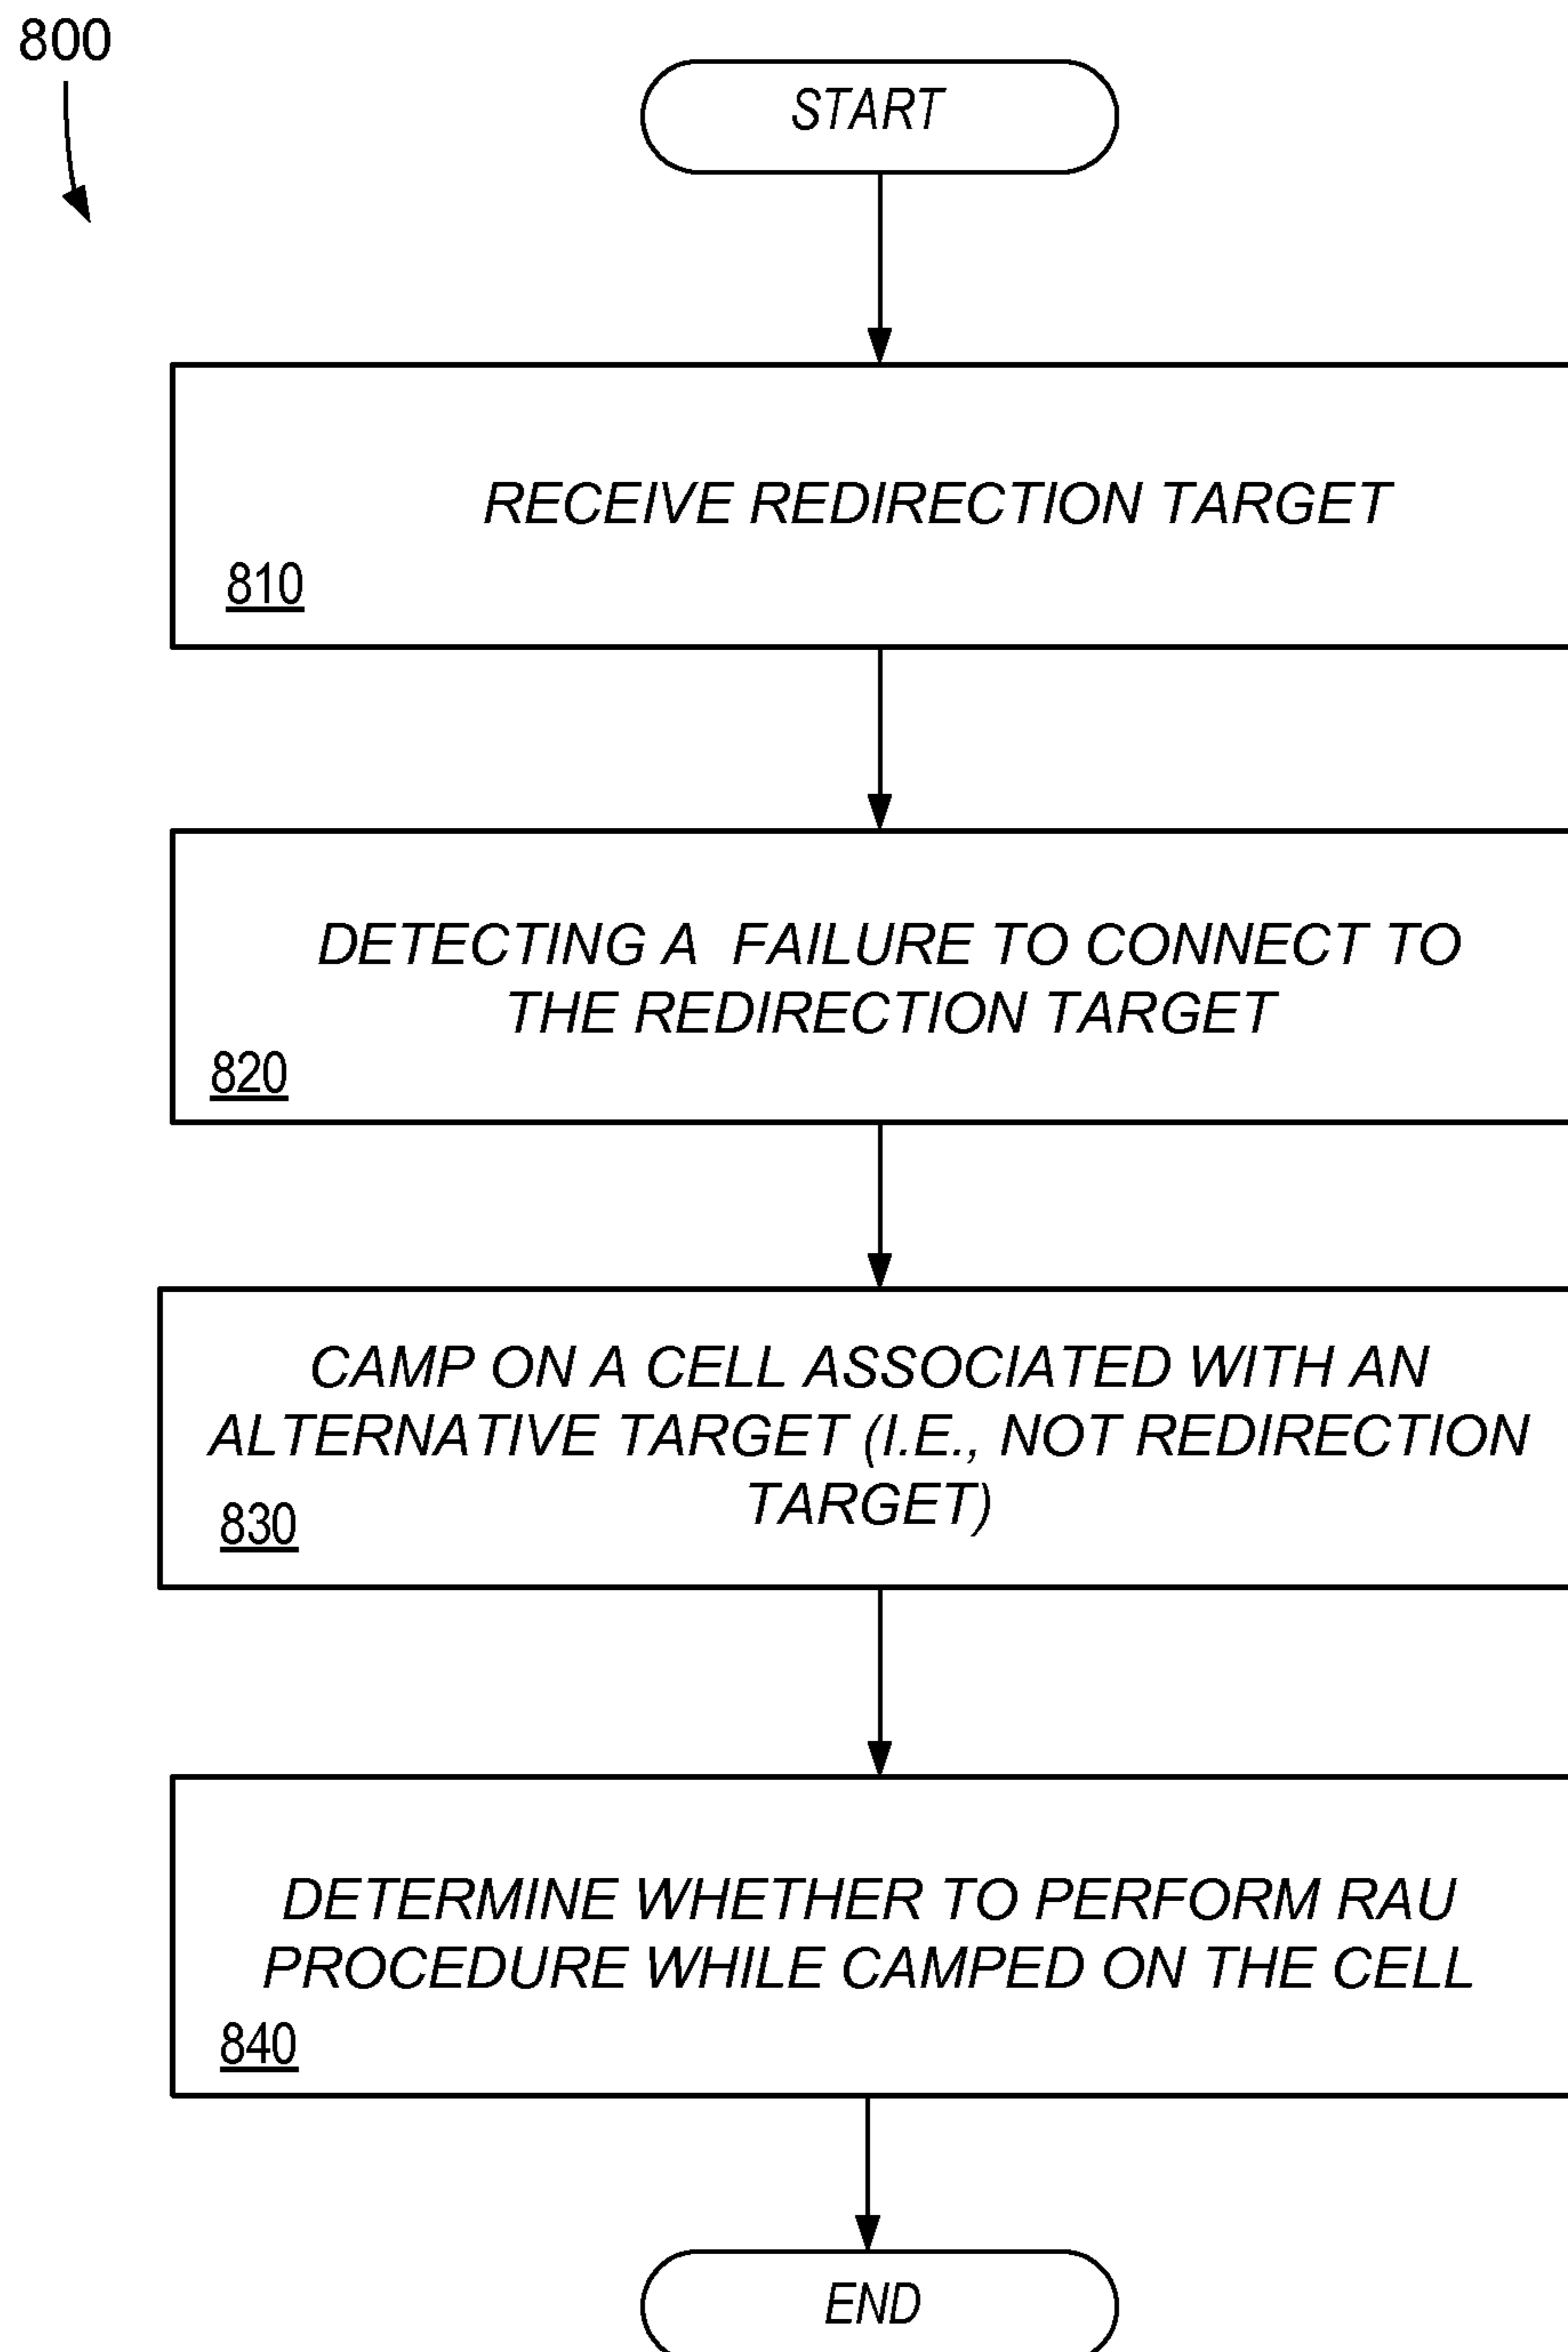 800
START
RECEIVE REDIRECTION TARGET
810
DETECTING A FAILURE TO CONNECT TO
THE REDIRECTION TARGET
820
CAMP ON A CELL ASSOCIATED WITH AN
ALTERNATIVE TARGET (I.E., NOT REDIRECTION
TARGET)
830
DETERMINE WHETHER TO PERFORM RAU
PROCEDURE WHILE CAMPED ON THE CELL
840
END